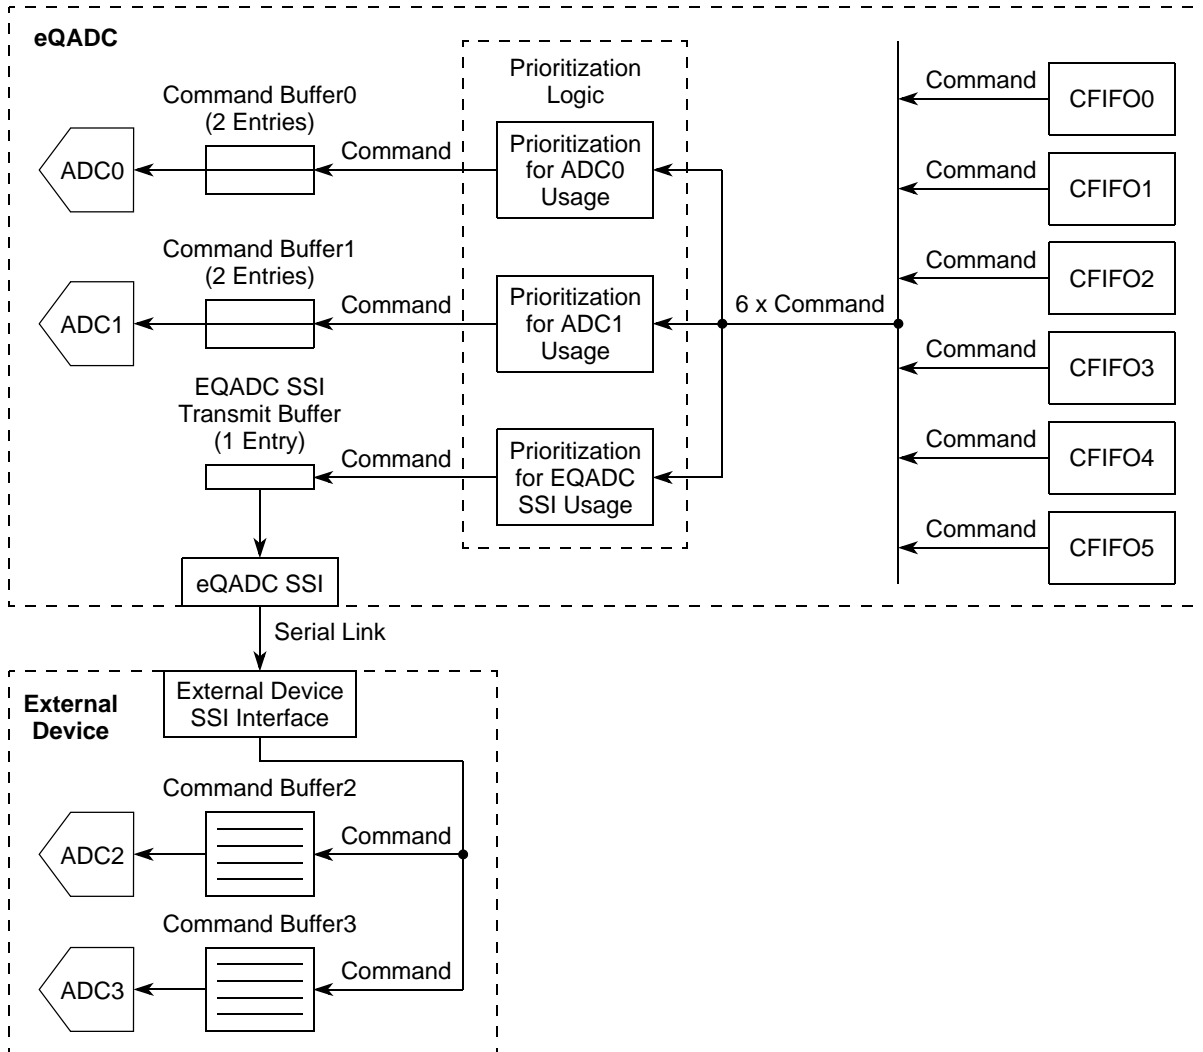 eQADC
Command Buffer0
(2 Entries)
ADC0
Command
Prioritization
Logic
Prioritization
for ADC0
Usage
Command Buffer1
(2 Entries)
ADC1
Command
Prioritization
for ADC1
Usage
EQADC SSI
Transmit Buffer
(1 Entry)
Command
Prioritization
for EQADC
SSI Usage
6 x Command
Command
CFIFO0
Command
CFIFO1
Command
CFIFO2
Command
CFIFO3
Command
CFIFO4
Command
CFIFO5
eQADC SSI
Serial Link
External
Device
External Device
SSI Interface
Command Buffer2
ADC2
Command
Command Buffer3
ADC3
Command